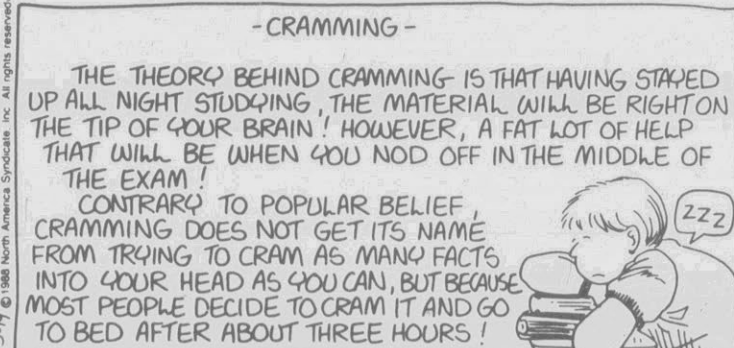 -CRAMMING-
THE THEORY BEHIND CRAMMING IS THAT HAVING STAYED
UP ALL NIGHT STUDYING, THE MATERIAL WILL BE RIGHT ON
THE TIP OF YOUR BRAIN! HOWEVER, A FAT LOT OF HELP
THAT WILL BE WHEN YOU NOD OFF IN THE MIDDLE OF
THE EXAM!
CONTRARY TO POPULAR BELIEF,
CRAMMING DOES NOT GET ITS NAME
FROM TRYING TO CRAM AS MANY FACTS
INTO YOUR HEAD AS YOU CAN, BUT BECAUSE
MOST PEOPLE DECIDE TO CRAM IT AND GO
TO BED AFTER ABOUT THREE HOURS!
ZZZ
© 1988 North America Syndicate, Inc. All rights reserved